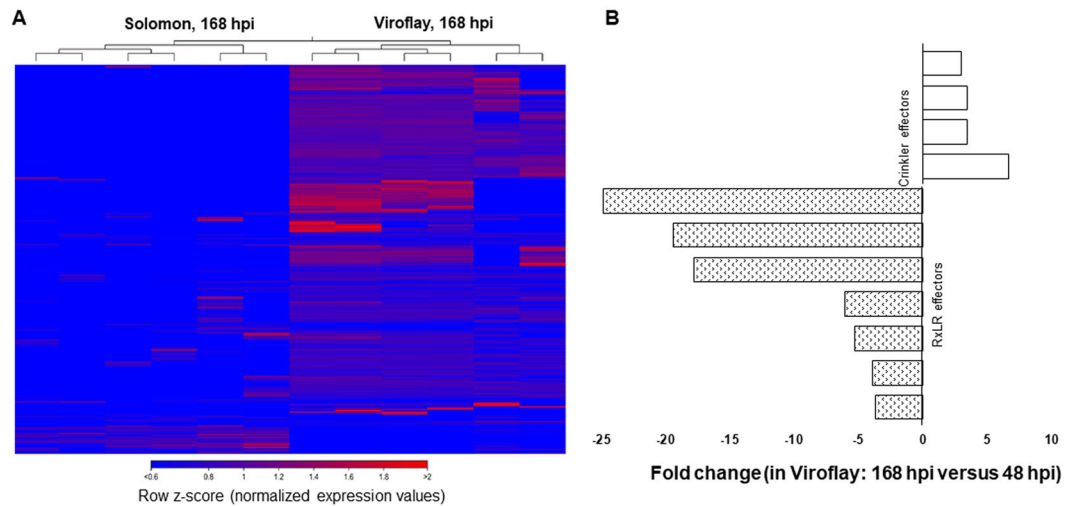 A
Solomon, 168 hpi
Viroflay, 168 hpi
<0.6 0.8 1 1.2 1.4 1.6 1.8 >2
Row z-score (normalized expression values)
B
Crinkler effectors
RxLR effectors
-25 -20 -15 -10 -5 0 5 10
Fold change (in Viroflay: 168 hpi versus 48 hpi)